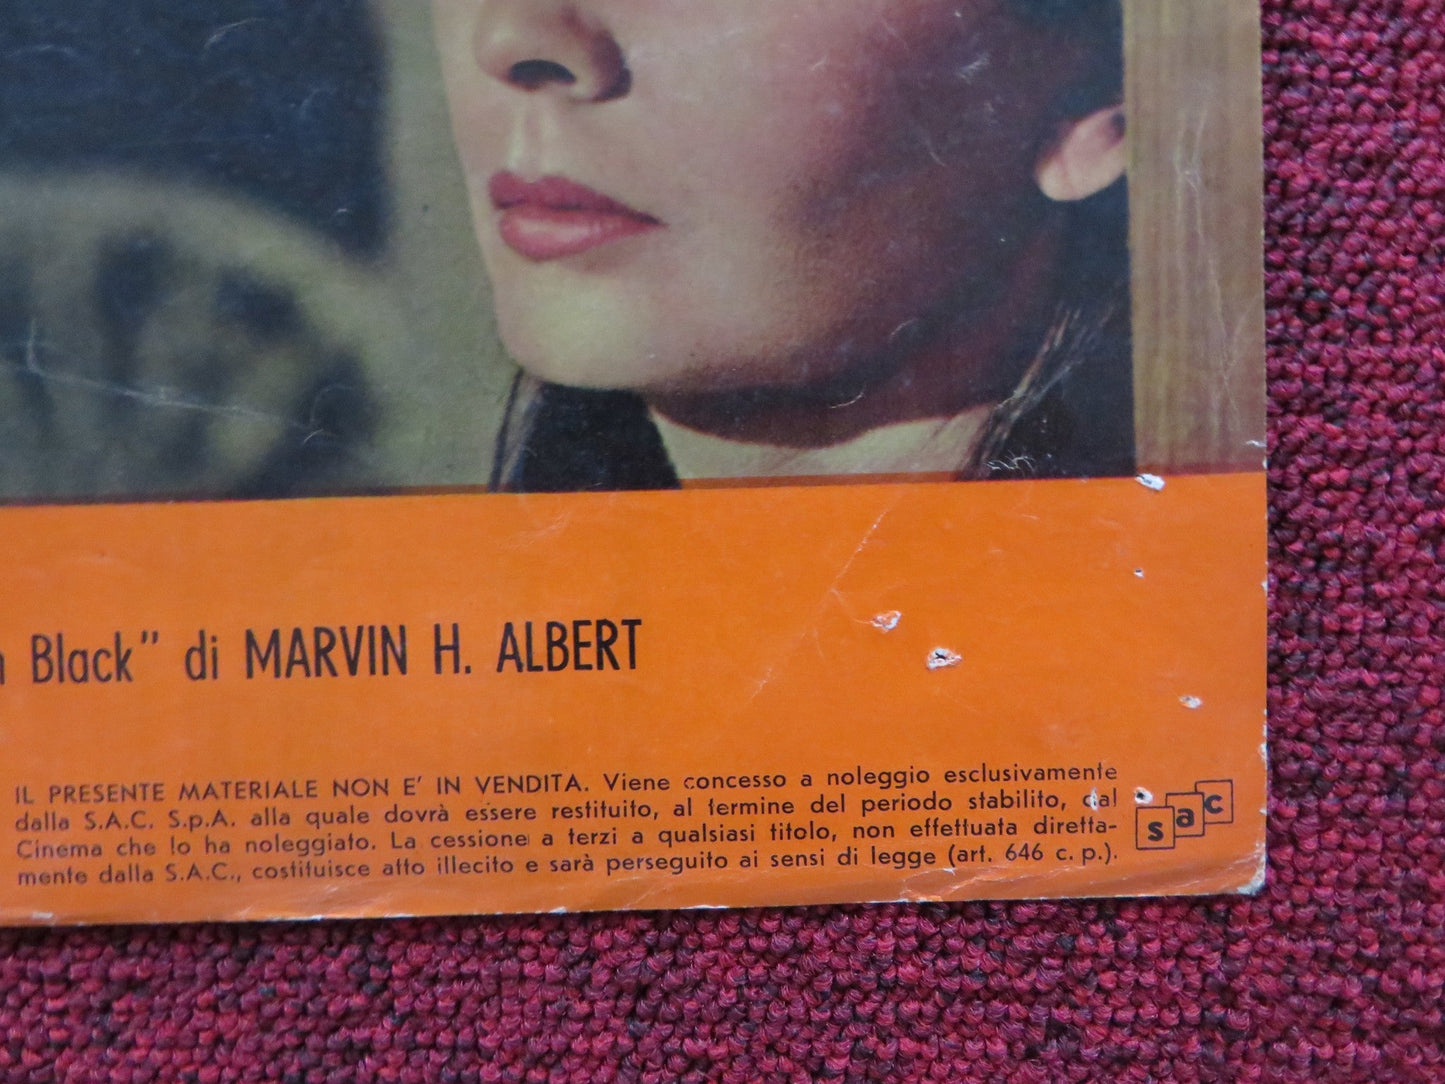 Black" di MARVIN H. ALBERT
IL PRESENTE MATERIALE NON E' IN VENDITA. Viene concesso a noleggio esclusivamente
dalla S.A.C. S.p.A. alla quale dovrà essere restituito, al termine del periodo stabilito, dal
Cinema che lo ha noleggiato. La cessione a terzi a qualsiasi titolo, non effettuata diretta-
mente dalla S.A.C., costituisce atto illecito e sarà perseguito ai sensi di legge (art. 646 c. p.).
sac